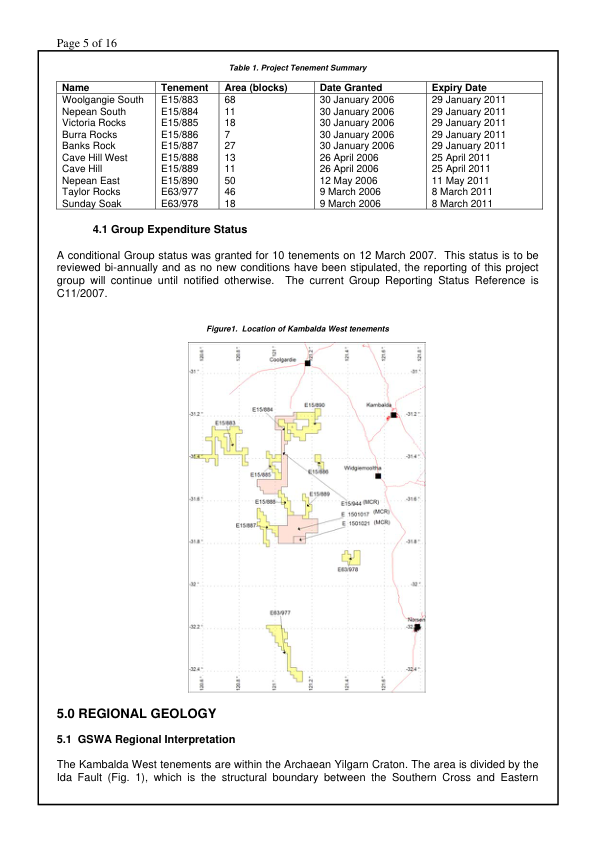 Page 5 of 16
Table 1. Project Tenement Summary
Name Tenement Area (blocks) Date Granted Expiry Date
Woolgangie South E15/883 68 30 January 2006 29 January 2011
Nepean South E15/884 11 30 January 2006 29 January 2011
Victoria Rocks E15/885 18 30 January 2006 29 January 2011
Burra Rocks E15/886 7 30 January 2006 29 January 2011
Banks Rock E15/887 27 30 January 2006 29 January 2011
Cave Hill West E15/888 13 26 April 2006 25 April 2011
Cave Hill E15/889 11 26 April 2006 25 April 2011
Nepean East E15/890 50 12 May 2006 11 May 2011
Taylor Rocks E63/977 46 9 March 2006 8 March 2011
Sunday Soak E63/978 18 9 March 2006 8 March 2011
4.1 Group Expenditure Status
A conditional Group status was granted for 10 tenements on 12 March 2007. This status is to be
reviewed bi-annually and as no new conditions have been stipulated, the reporting of this project
group will continue until notified otherwise. The current Group Reporting Status Reference is
C11/2007.
Figure1. Location of Kambalda West tenements
120.6 ° 120.8 ° 121 ° 121.2 ° 121.4 ° 121.6 °
Coolgardie
-31 ° -31 °
E15/890 Kambalda
E15/884
-31.2 ° -31.2 °
E15/883
-31.4 ° -31.4 °
Widgiemooltha
E15/885 E15/886
E15/889
-31.6 ° -31.6 °
E15/888 E15/944 (MCR)
E 1501017 (MCR)
E15/887 E 1501021 (MCR)
-31.8 ° -31.8 °
E63/978
-32 ° -32 °
E63/977
-32.2 °
-32.4 ° -32.4 °
120.6 ° 120.8 ° 121 ° 121.2 ° 121.4 ° 121.6 °
5.0 REGIONAL GEOLOGY
5.1 GSWA Regional Interpretation
The Kambalda West tenements are within the Archaean Yilgarn Craton. The area is divided by the
Ida Fault (Fig. 1), which is the structural boundary between the Southern Cross and Eastern